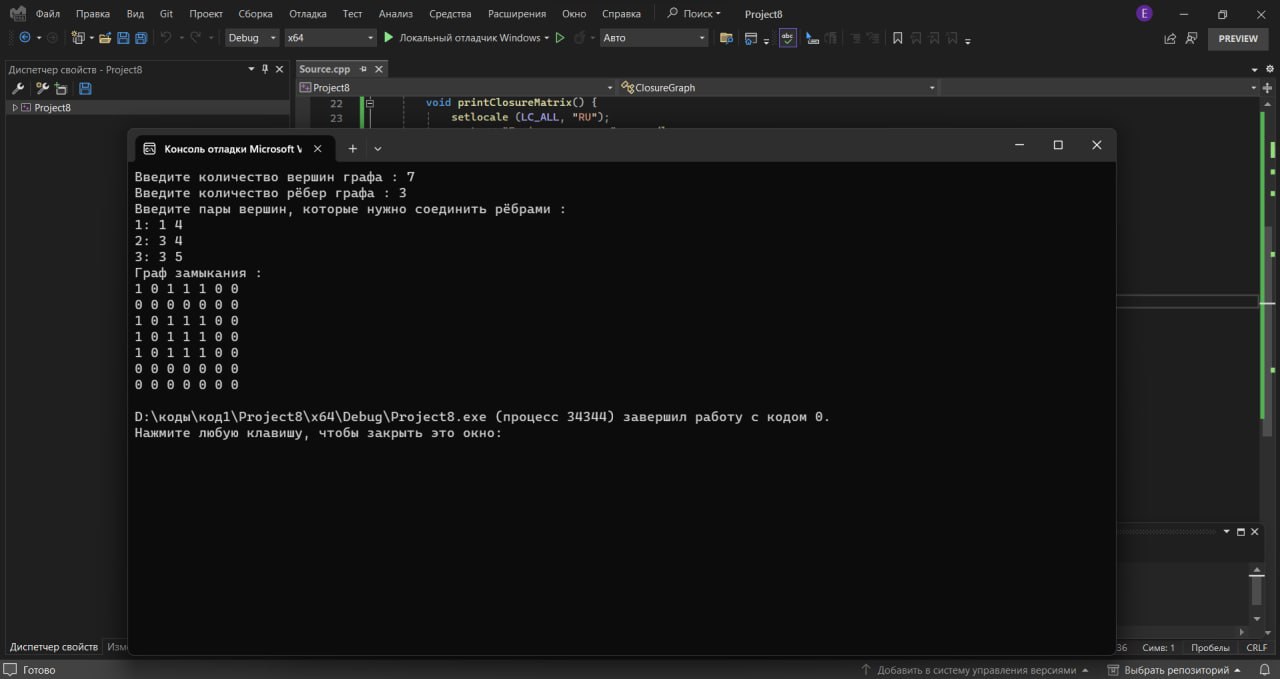 Файл Правка Вид Git Проект Сборка Отладка Тест Анализ Средства Расширения Окно Справка Поиск Project8 E
Debug x64 Локальный отладчик Windows Авто PREVIEW
Диспетчер свойств - Project8
Source.cpp
Project8
Project8 ClosureGraph
22 void printClosureMatrix() {
23 setlocale (LC_ALL, "RU");
Консоль отладки Microsoft V
Введите количество вершин графа : 7
Введите количество рёбер графа : 3
Введите пары вершин, которые нужно соединить рёбрами :
1: 1 4
2: 3 4
3: 3 5
Граф замыкания :
1 0 1 1 1 0 0
0 0 0 0 0 0 0
1 0 1 1 1 0 0
1 0 1 1 1 0 0
1 0 1 1 1 0 0
0 0 0 0 0 0 0
0 0 0 0 0 0 0
D:\коды\код1\Project8\x64\Debug\Project8.exe (процесс 34344) завершил работу с кодом 0.
Нажмите любую клавишу, чтобы закрыть это окно:
Диспетчер свойств Изм
36 Симв: 1 Пробелы CRLF
Готово Добавить в систему управления версиями Выбрать репозиторий